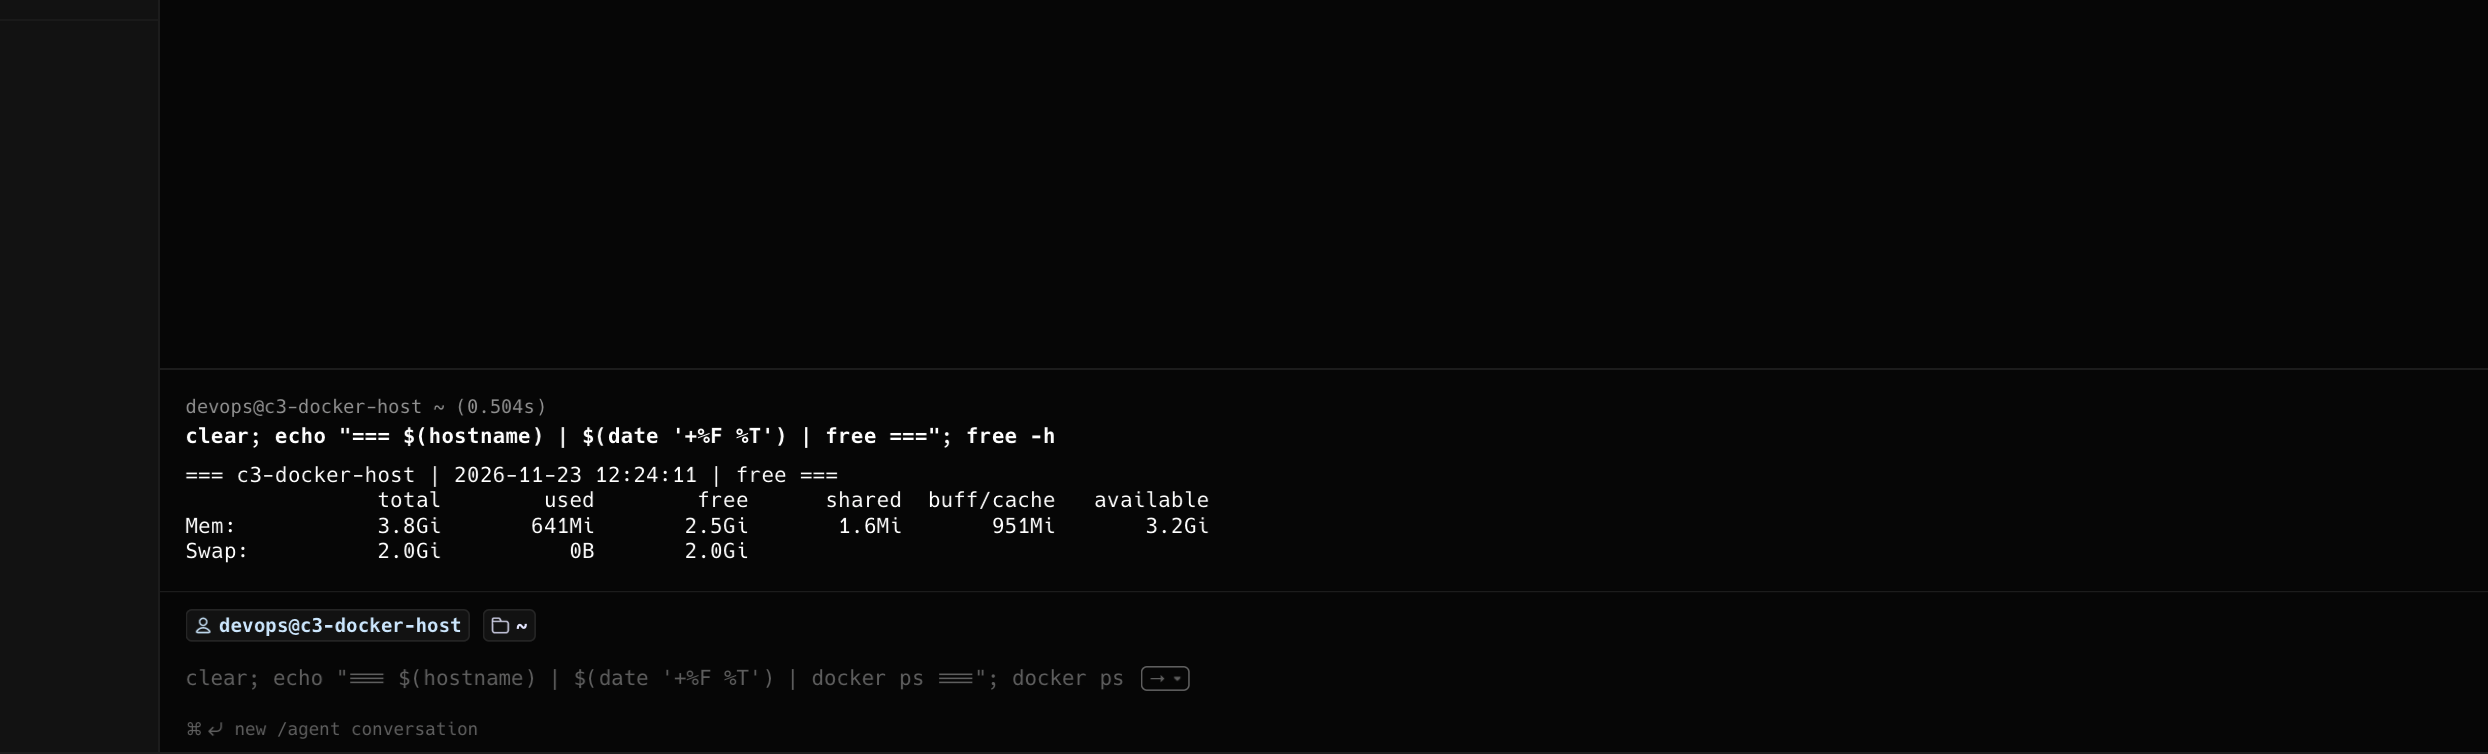 devops@c3-docker-host ~ (0.504s)
clear; echo "=== $(hostname) | $(date '+%F %T') | free ==="; free -h
=== c3-docker-host | 2026-11-23 12:24:11 | free ===
               total        used        free      shared  buff/cache   available
Mem:           3.8Gi       641Mi       2.5Gi       1.6Mi       951Mi       3.2Gi
Swap:          2.0Gi          0B       2.0Gi
devops@c3-docker-host ~
clear; echo "=== $(hostname) | $(date '+%F %T') | docker ps ==="; docker ps →
⌘⏎ new /agent conversation